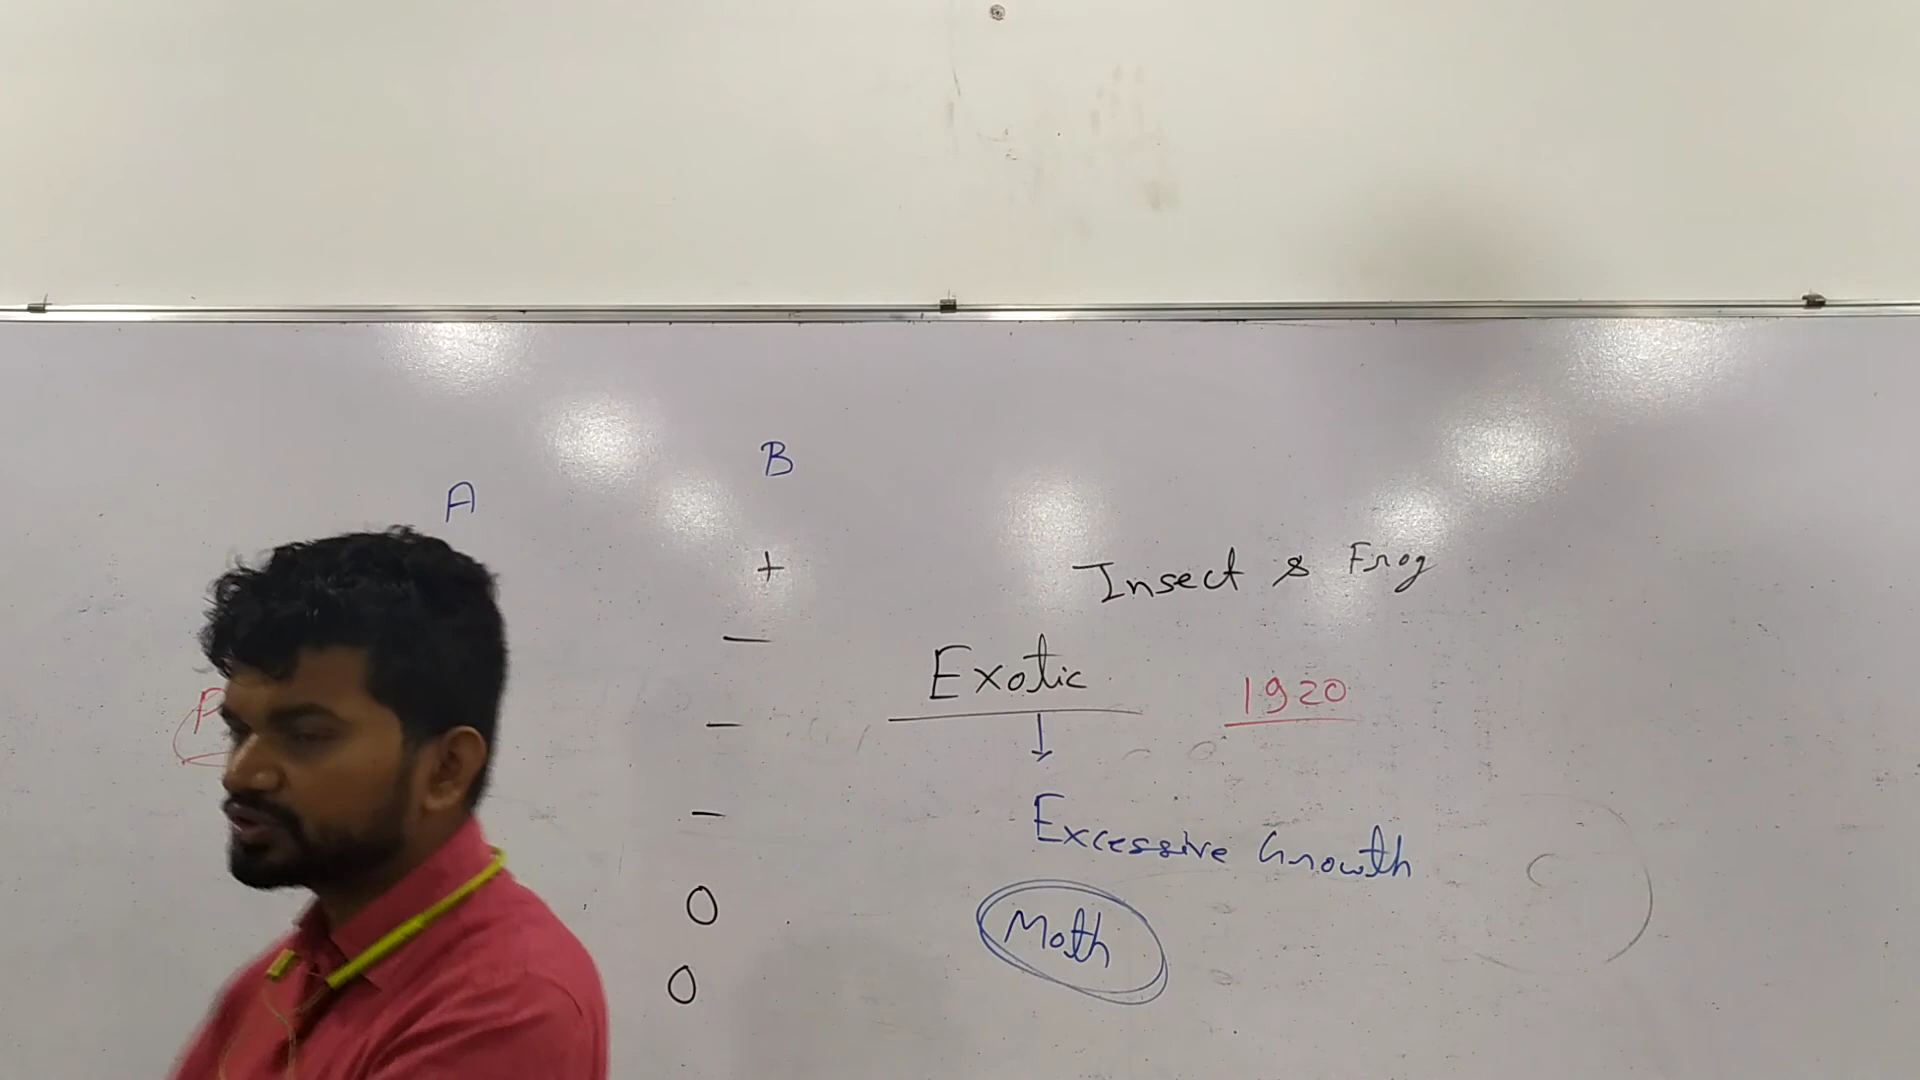 A
B
+
Insect & Frog
—
Exotic
1920
—
Excessive Growth
—
Moth
0
0